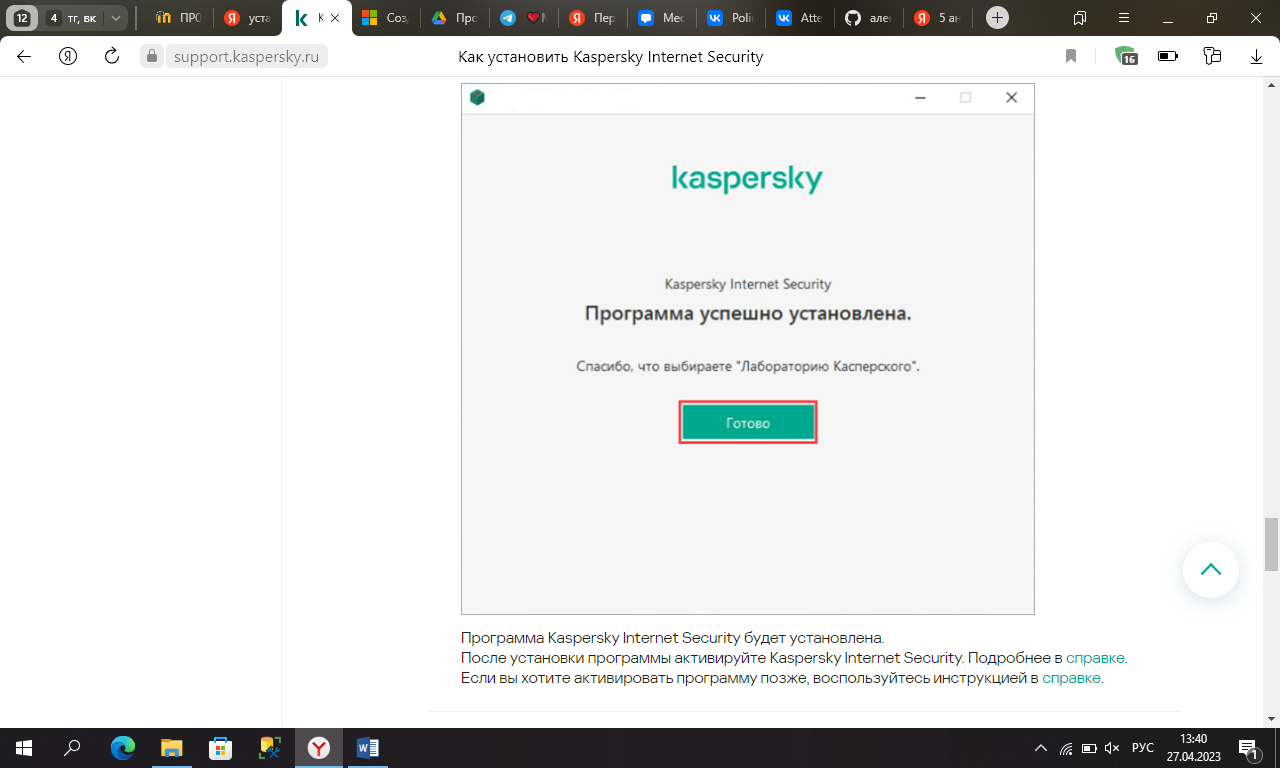 12
4 тг, вк
ПРО
уста
К
Соз
Про
Пер
Мес
Polii
Atte
але
5 ан
support.kaspersky.ru
Как установить Kaspersky Internet Security
16
kaspersky
Kaspersky Internet Security
Программа успешно установлена.
Спасибо, что выбираете "Лабораторию Касперского".
Готово
Программа Kaspersky Internet Security будет установлена.
После установки программы активируйте Kaspersky Internet Security. Подробнее в справке.
Если вы хотите активировать программу позже, воспользуйтесь инструкцией в справке.
РУС
13:40
27.04.2023
1